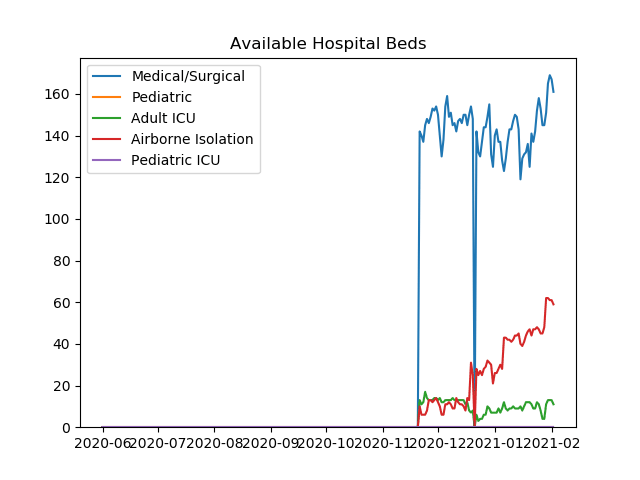 Available Hospital Beds
Medical/Surgical
Pediatric
Adult ICU
Airborne Isolation
Pediatric ICU
160
140
120
100
80
60
40
20
0
2020-06 2020-07 2020-08 2020-09 2020-10 2020-11 2020-12 2021-01 2021-02